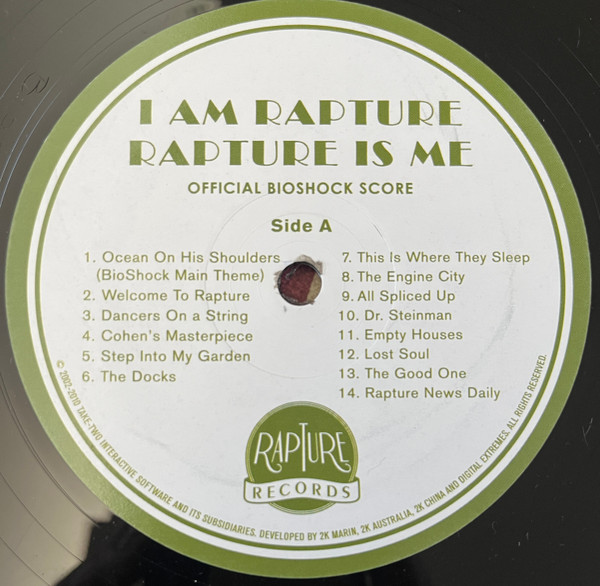 I AM RAPTURE
RAPTURE IS ME
OFFICIAL BIOSHOCK SCORE
Side A
1. Ocean On His Shoulders
(BioShock Main Theme)
2. Welcome To Rapture
3. Dancers On a String
4. Cohen's Masterpiece
5. Step Into My Garden
6. The Docks
7. This Is Where They Sleep
8. The Engine City
9. All Spliced Up
10. Dr. Steinman
11. Empty Houses
12. Lost Soul
13. The Good One
14. Rapture News Daily
RAPTURE
RECORDS
© 2002-2010 TAKE-TWO INTERACTIVE SOFTWARE AND ITS SUBSIDIARIES. DEVELOPED BY 2K MARIN, 2K AUSTRALIA, 2K CHINA AND DIGITAL EXTREMES. ALL RIGHTS RESERVED.